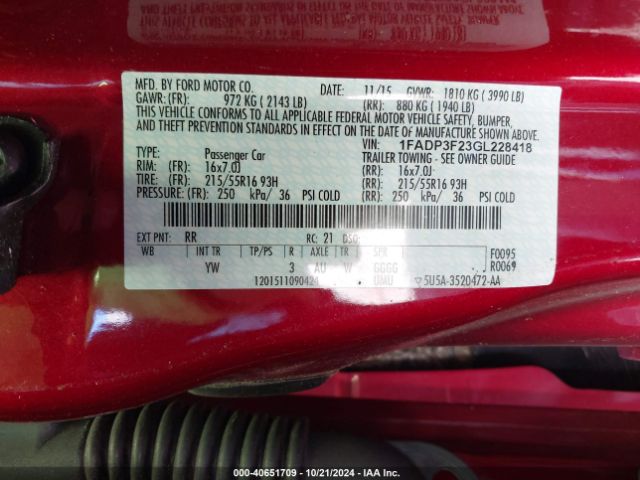 MFD. BY FORD MOTOR CO. DATE: 11/15 GVWR: 1810 KG ( 3990 LB)
GAWR: (FR): 972 KG ( 2143 LB) (RR): 880 KG ( 1940 LB)
THIS VEHICLE CONFORMS TO ALL APPLICABLE FEDERAL MOTOR VEHICLE SAFETY, BUMPER,
AND THEFT PREVENTION STANDARDS IN EFFECT ON THE DATE OF MANUFACTURE SHOWN ABOVE.
VIN: 1FADP3F23GL228418
TYPE: Passenger Car TRAILER TOWING - SEE OWNER GUIDE
RIM: (FR): 16x7.0J (RR): 16x7.0J
TIRE: (FR): 215/55R16 93H (RR): 215/55R16 93H
PRESSURE: (FR): 250 kPa/ 36 PSI COLD (RR): 250 kPa/ 36 PSI COLD
EXT PNT: RR RC: 21 DSO:
WB INT TR TP/PS R AXLE TR SPR F0095
YW 3 AU W GGGG R0069
DMU
5U5A-3520472-AA
000-40651709 - 10/21/2024 - IAA Inc.